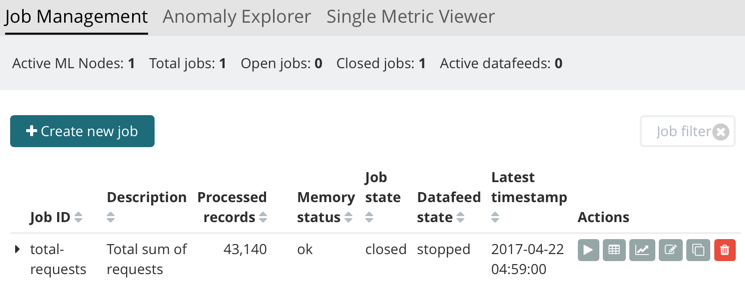 Job Management Anomaly Explorer Single Metric Viewer
Active ML Nodes: 1 Total jobs: 1 Open jobs: 0 Closed jobs: 1 Active datafeeds: 0
+ Create new job
Job filter
Job ID
Description
Processed
records
Memory
status
Job
state
Datafeed
state
Latest
timestamp
Actions
total-
requests
Total sum of
requests
43,140
ok
closed
stopped
2017-04-22
04:59:00